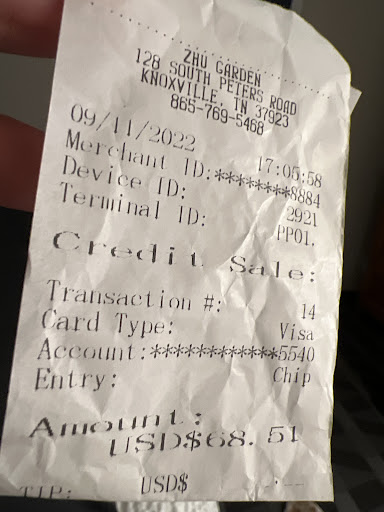 ZHU GARDEN
128 SOUTH PETERS ROAD
KNOXVILLE, TN 37923
865-769-5468
09/11/2022 17:05:58
Merchant ID:********8884
Device ID: 2921
Terminal ID: PP01.
Credit Sale:
Transaction #: 14
Card Type: Visa
Account:************5540
Entry: Chip
Amount:
USD$68.51
TIP: USD$